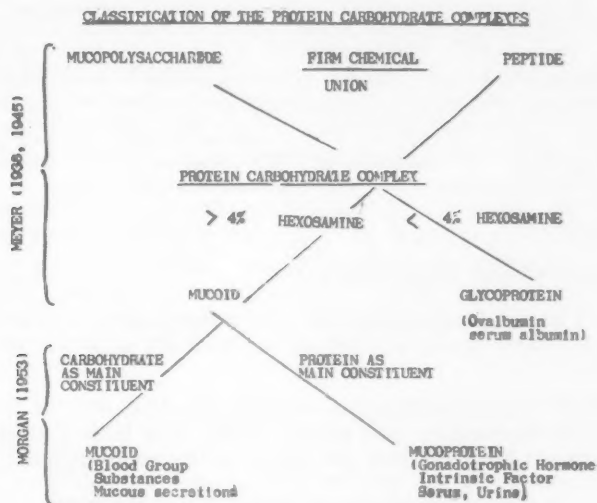 CLASSIFICATION OF THE PROTEIN CARBOHYDRATE COMPLEXES
MUCOPOLYSACCHARIDE FIRM CHEMICAL PEPTIDE
UNION
MEYER (1938, 1945)
PROTEIN CARBOHYDRATE COMPLEX
> 4% HEXOSAMINE < 4% HEXOSAMINE
MUCOID GLYCOPROTEIN
(Ovalbumin
serum albumin)
MORGAN (1953)
CARBOHYDRATE PROTEIN AS
AS MAIN MAIN CONSTITUENT
CONSTITUENT
MUCOID MUCOPROTEIN
(Blood Group (Gonadotrophic Hormone
Substances Intrinsic Factor
Mucous secretions) Serum, Urine)